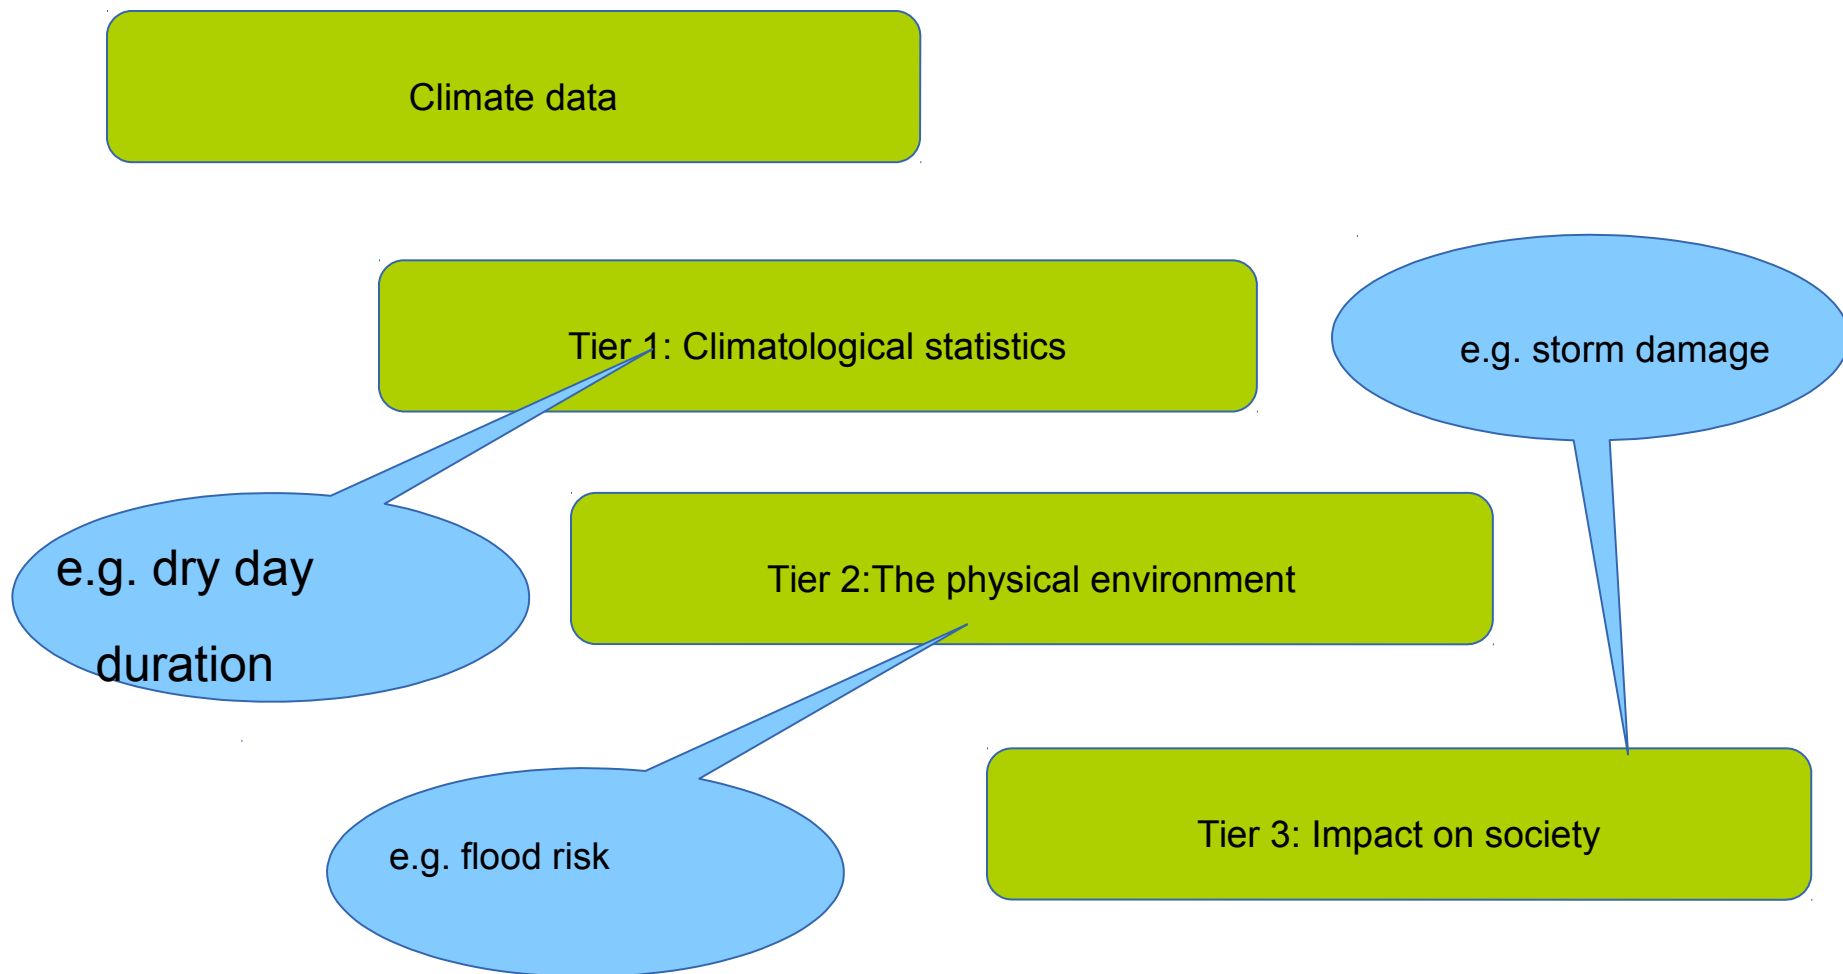 Climate data
Tier 1: Climatological statistics
e.g. storm damage
e.g. dry day
duration
Tier 2:The physical environment
e.g. flood risk
Tier 3: Impact on society